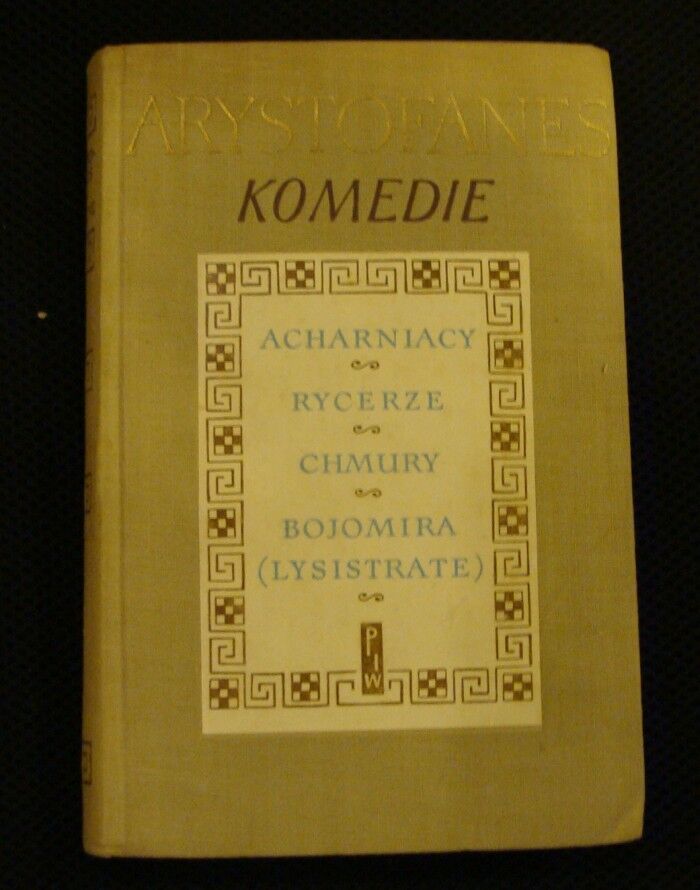 ARYSTOFANES
KOMEDIE
ACHARNIACY
RYCERZE
CHMURY
BOJOMIRA
(LYSISTRATE)
PIW